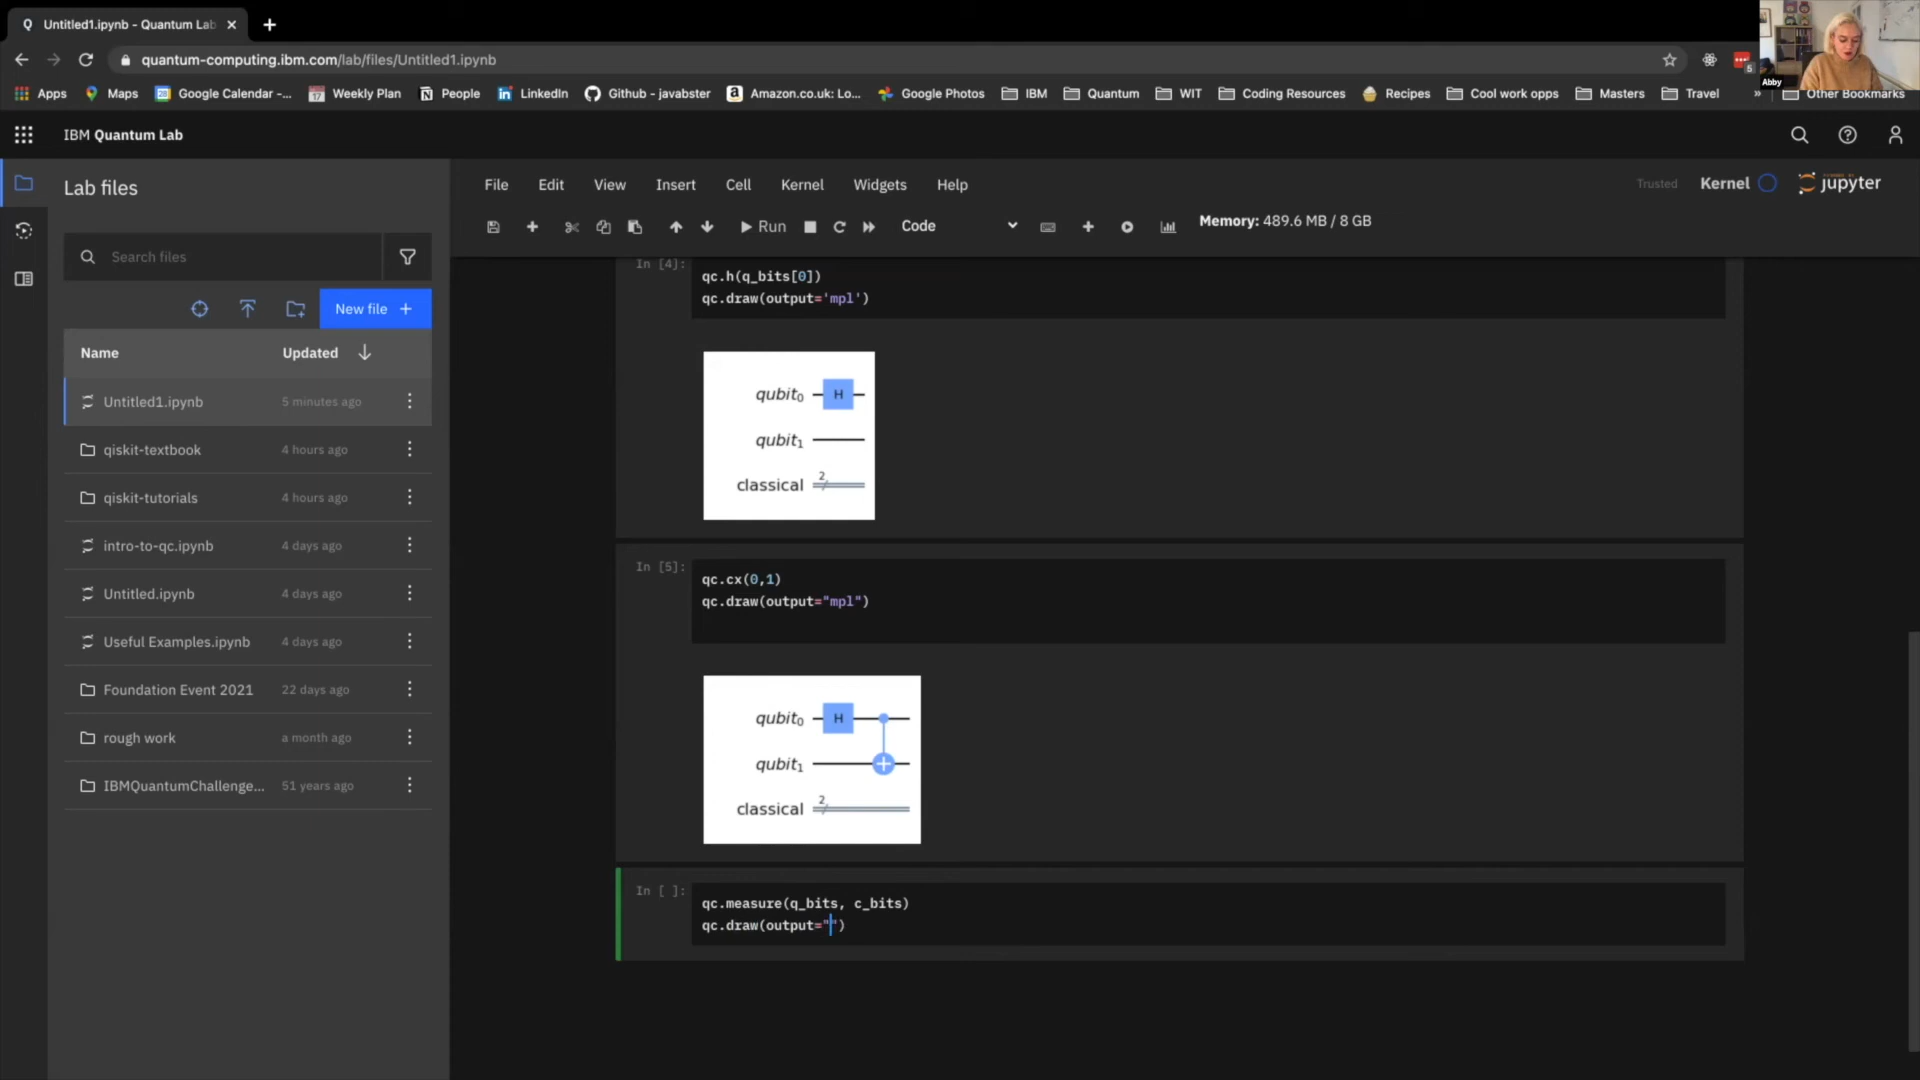 Untitled1.ipynb - Quantum Lab
quantum-computing.ibm.com/lab/files/Untitled1.ipynb
5
Abby
Apps
Maps
Google Calendar -...
Weekly Plan
People
LinkedIn
Github - javabster
Amazon.co.uk: Lo...
Google Photos
IBM
Quantum
WIT
Coding Resources
Recipes
Cool work opps
Masters
Travel
»
Other Bookmarks
IBM Quantum Lab
Lab files
File Edit View Insert Cell Kernel Widgets Help
Trusted
Kernel
jupyter
Run
Code
Memory: 489.6 MB / 8 GB
Search files
New file +
Name Updated
Untitled1.ipynb 5 minutes ago
qiskit-textbook 4 hours ago
qiskit-tutorials 4 hours ago
intro-to-qc.ipynb 4 days ago
Untitled.ipynb 4 days ago
Useful Examples.ipynb 4 days ago
Foundation Event 2021 22 days ago
rough work a month ago
IBMQuantumChallenge... 51 years ago
In [4]:
qc.h(q_bits[0])
qc.draw(output='mpl')
qubit₀ H
qubit₁
classical 2
In [5]:
qc.cx(0,1)
qc.draw(output="mpl")
qubit₀ H
qubit₁
classical 2
In [ ]:
qc.measure(q_bits, c_bits)
qc.draw(output="")